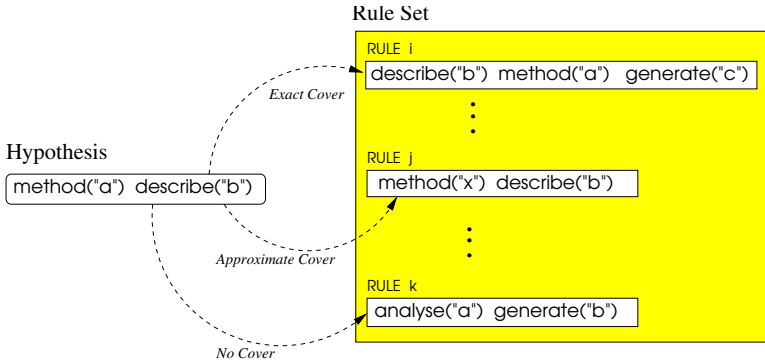 Rule Set
RULE i
describe("b") method("a") generate("c")
Exact Cover
Hypothesis
method("a") describe("b")
RULE j
method("x") describe("b")
Approximate Cover
RULE k
analyse("a") generate("b")
No Cover